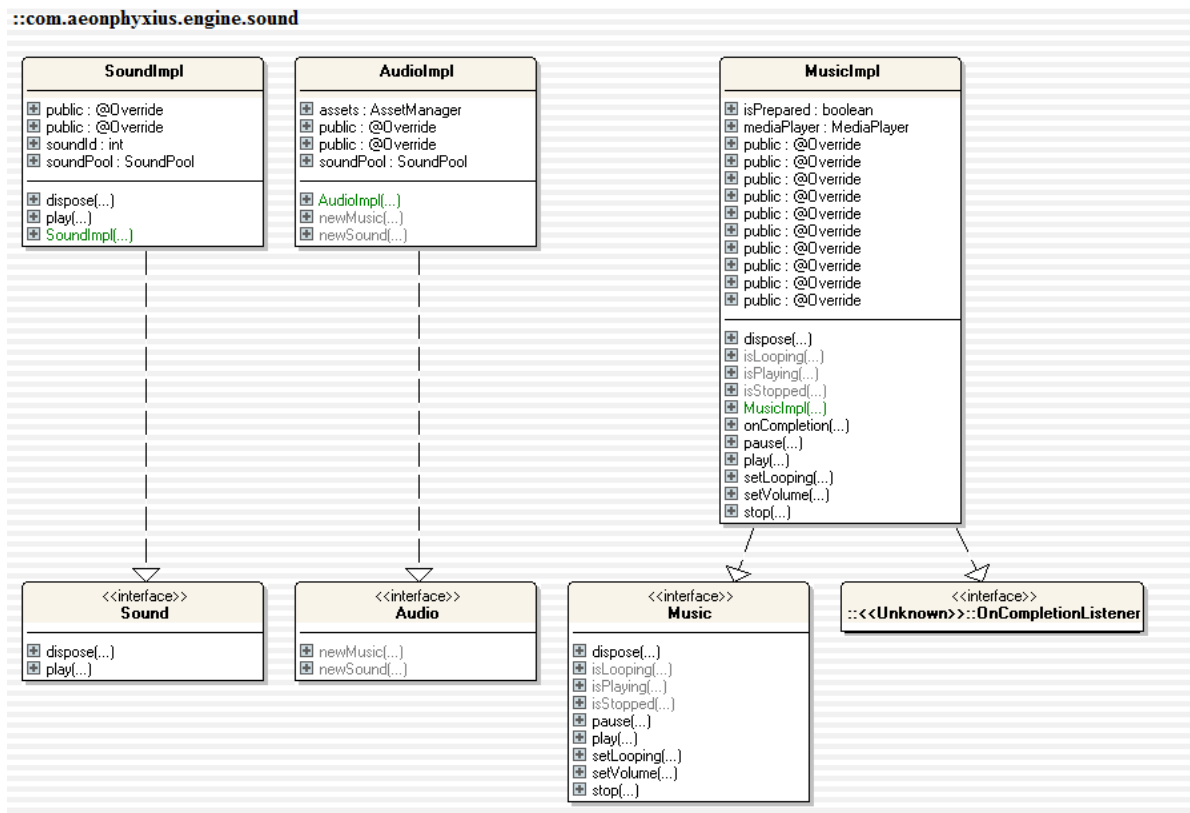 ::com.aeonphyxius.engine.sound
SoundImpl
public : @Override
public : @Override
soundId : int
soundPool : SoundPool
dispose(...)
play(...)
SoundImpl(...)
AudioImpl
assets : AssetManager
public : @Override
public : @Override
soundPool : SoundPool
AudioImpl(...)
newMusic(...)
newSound(...)
MusicImpl
isPrepared : boolean
mediaPlayer : MediaPlayer
public : @Override
public : @Override
public : @Override
public : @Override
public : @Override
public : @Override
public : @Override
public : @Override
public : @Override
public : @Override
dispose(...)
isLooping(...)
isPlaying(...)
isStopped(...)
MusicImpl(...)
onCompletion(...)
pause(...)
play(...)
setLooping(...)
setVolume(...)
stop(...)
<<interface>>
Sound
dispose(...)
play(...)
<<interface>>
Audio
newMusic(...)
newSound(...)
<<interface>>
Music
dispose(...)
isLooping(...)
isPlaying(...)
isStopped(...)
pause(...)
play(...)
setLooping(...)
setVolume(...)
stop(...)
<<interface>>
::<<Unknown>>::OnCompletionListener